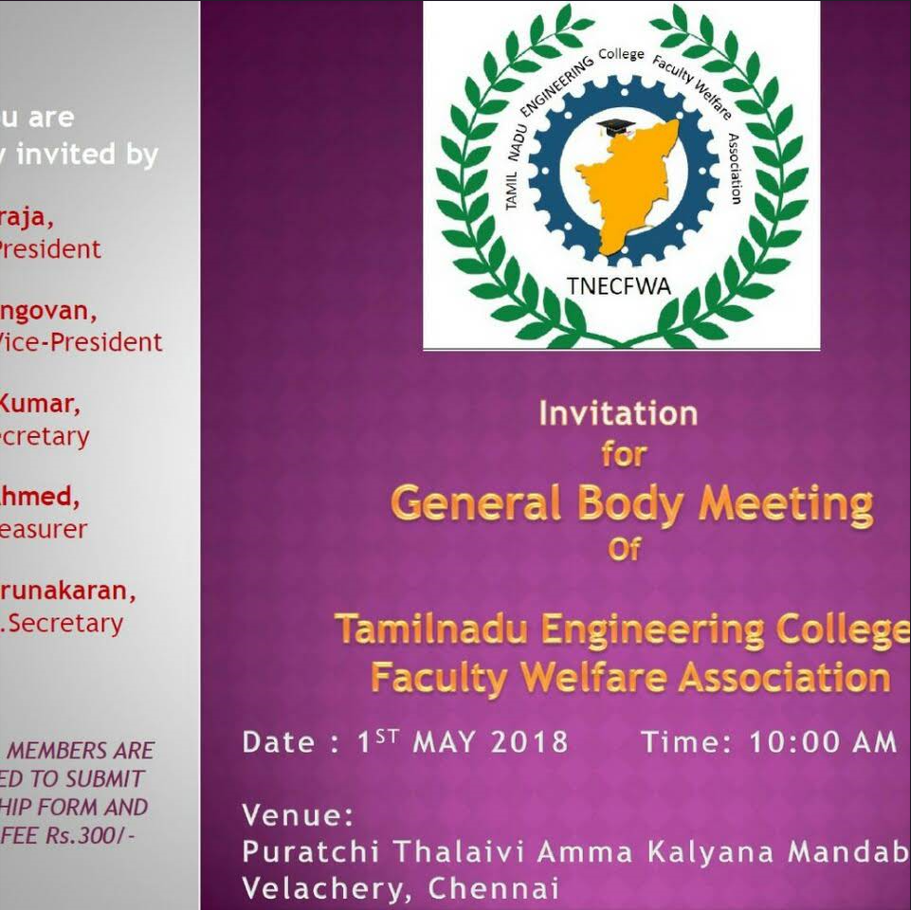 u are
invited by
raja,
President
ngovan,
Vice-President
Kumar,
ecretary
hmed,
easurer
runakaran,
.Secretary
MEMBERS ARE
ED TO SUBMIT
HIP FORM AND
FEE Rs.300/-
TAMIL NADU ENGINEERING College Faculty Welfare Association
TNECFWA
Invitation
for
General Body Meeting
Of
Tamilnadu Engineering College
Faculty Welfare Association
Date : 1ST MAY 2018 Time: 10:00 AM
Venue:
Puratchi Thalaivi Amma Kalyana Mandab
Velachery, Chennai